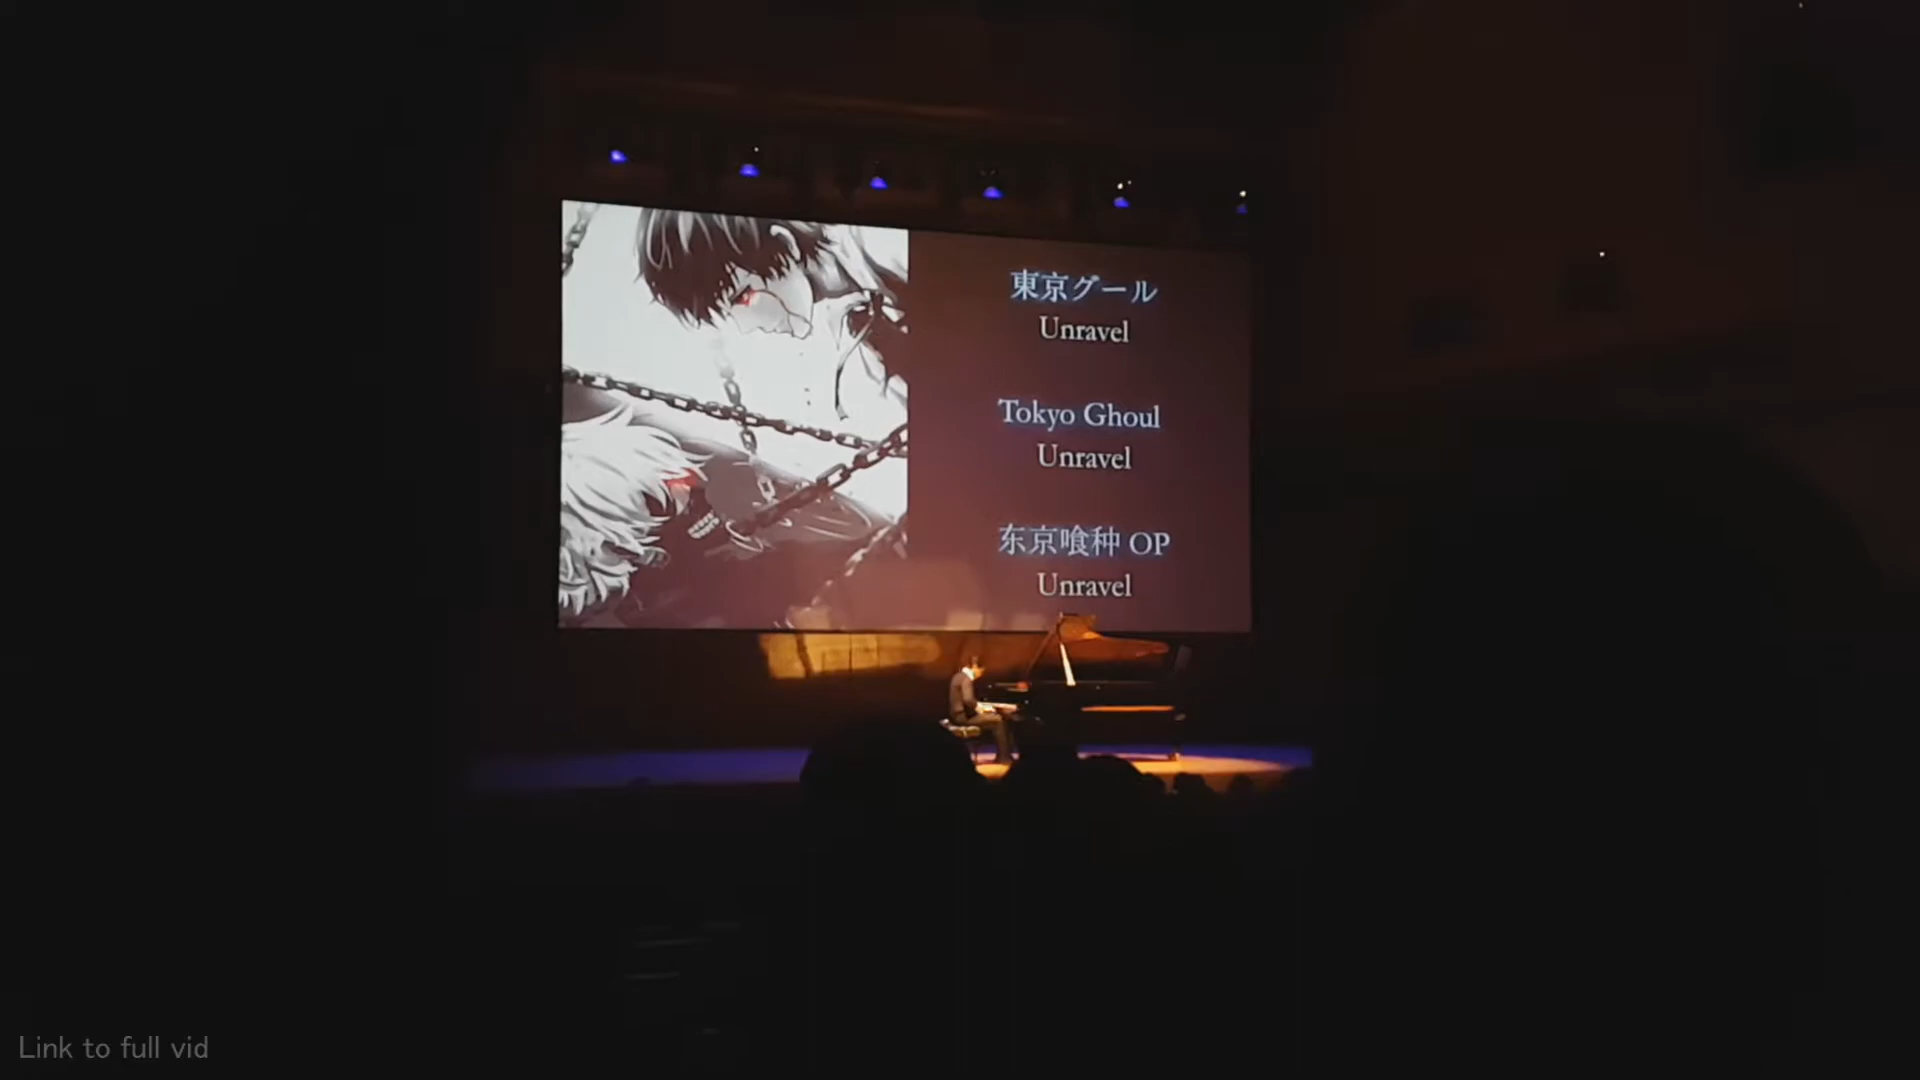 東京グール
Unravel
Tokyo Ghoul
Unravel
东京喰种 OP
Unravel
Link to full vid